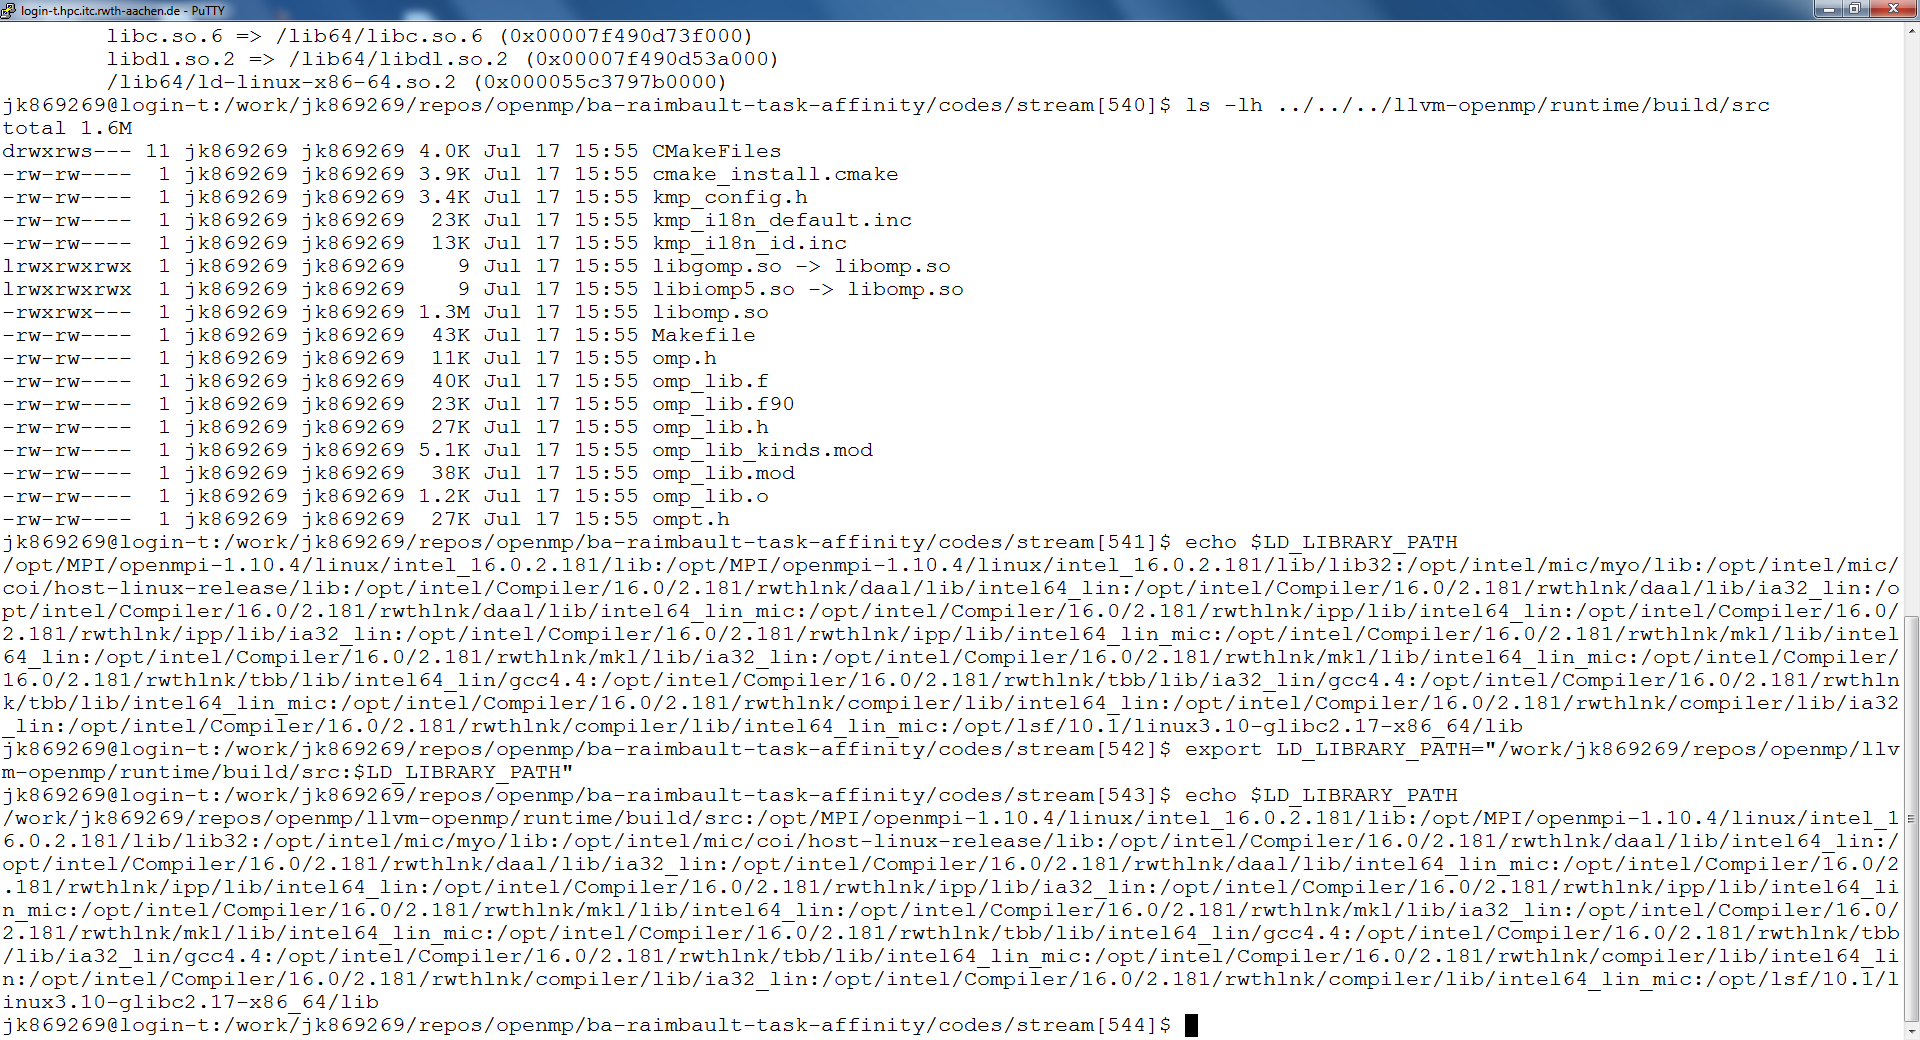 login-t.hpc.itc.rwth-aachen.de - PuTTY
        libc.so.6 => /lib64/libc.so.6 (0x00007f490d73f000)
        libdl.so.2 => /lib64/libdl.so.2 (0x00007f490d53a000)
        /lib64/ld-linux-x86-64.so.2 (0x000055c3797b0000)
jk869269@login-t:/work/jk869269/repos/openmp/ba-raimbault-task-affinity/codes/stream[540]$ ls -lh ../../../llvm-openmp/runtime/build/src
total 1.6M
drwxrws--- 11 jk869269 jk869269 4.0K Jul 17 15:55 CMakeFiles
-rw-rw----  1 jk869269 jk869269 3.9K Jul 17 15:55 cmake_install.cmake
-rw-rw----  1 jk869269 jk869269 3.4K Jul 17 15:55 kmp_config.h
-rw-rw----  1 jk869269 jk869269  23K Jul 17 15:55 kmp_i18n_default.inc
-rw-rw----  1 jk869269 jk869269  13K Jul 17 15:55 kmp_i18n_id.inc
lrwxrwxrwx  1 jk869269 jk869269    9 Jul 17 15:55 libgomp.so -> libomp.so
lrwxrwxrwx  1 jk869269 jk869269    9 Jul 17 15:55 libiomp5.so -> libomp.so
-rwxrwx---  1 jk869269 jk869269 1.3M Jul 17 15:55 libomp.so
-rw-rw----  1 jk869269 jk869269  43K Jul 17 15:55 Makefile
-rw-rw----  1 jk869269 jk869269  11K Jul 17 15:55 omp.h
-rw-rw----  1 jk869269 jk869269  40K Jul 17 15:55 omp_lib.f
-rw-rw----  1 jk869269 jk869269  23K Jul 17 15:55 omp_lib.f90
-rw-rw----  1 jk869269 jk869269  27K Jul 17 15:55 omp_lib.h
-rw-rw----  1 jk869269 jk869269 5.1K Jul 17 15:55 omp_lib_kinds.mod
-rw-rw----  1 jk869269 jk869269  38K Jul 17 15:55 omp_lib.mod
-rw-rw----  1 jk869269 jk869269 1.2K Jul 17 15:55 omp_lib.o
-rw-rw----  1 jk869269 jk869269  27K Jul 17 15:55 ompt.h
jk869269@login-t:/work/jk869269/repos/openmp/ba-raimbault-task-affinity/codes/stream[541]$ echo $LD_LIBRARY_PATH
/opt/MPI/openmpi-1.10.4/linux/intel_16.0.2.181/lib:/opt/MPI/openmpi-1.10.4/linux/intel_16.0.2.181/lib/lib32:/opt/intel/mic/myo/lib:/opt/intel/mic/
coi/host-linux-release/lib:/opt/intel/Compiler/16.0/2.181/rwthlnk/daal/lib/intel64_lin:/opt/intel/Compiler/16.0/2.181/rwthlnk/daal/lib/ia32_lin:/o
pt/intel/Compiler/16.0/2.181/rwthlnk/daal/lib/intel64_lin_mic:/opt/intel/Compiler/16.0/2.181/rwthlnk/ipp/lib/intel64_lin:/opt/intel/Compiler/16.0/
2.181/rwthlnk/ipp/lib/ia32_lin:/opt/intel/Compiler/16.0/2.181/rwthlnk/ipp/lib/intel64_lin_mic:/opt/intel/Compiler/16.0/2.181/rwthlnk/mkl/lib/intel
64_lin:/opt/intel/Compiler/16.0/2.181/rwthlnk/mkl/lib/ia32_lin:/opt/intel/Compiler/16.0/2.181/rwthlnk/mkl/lib/intel64_lin_mic:/opt/intel/Compiler/
16.0/2.181/rwthlnk/tbb/lib/intel64_lin/gcc4.4:/opt/intel/Compiler/16.0/2.181/rwthlnk/tbb/lib/ia32_lin/gcc4.4:/opt/intel/Compiler/16.0/2.181/rwthln
k/tbb/lib/intel64_lin_mic:/opt/intel/Compiler/16.0/2.181/rwthlnk/compiler/lib/intel64_lin:/opt/intel/Compiler/16.0/2.181/rwthlnk/compiler/lib/ia32
_lin:/opt/intel/Compiler/16.0/2.181/rwthlnk/compiler/lib/intel64_lin_mic:/opt/lsf/10.1/linux3.10-glibc2.17-x86_64/lib
jk869269@login-t:/work/jk869269/repos/openmp/ba-raimbault-task-affinity/codes/stream[542]$ export LD_LIBRARY_PATH="/work/jk869269/repos/openmp/llv
m-openmp/runtime/build/src:$LD_LIBRARY_PATH"
jk869269@login-t:/work/jk869269/repos/openmp/ba-raimbault-task-affinity/codes/stream[543]$ echo $LD_LIBRARY_PATH
/work/jk869269/repos/openmp/llvm-openmp/runtime/build/src:/opt/MPI/openmpi-1.10.4/linux/intel_16.0.2.181/lib:/opt/MPI/openmpi-1.10.4/linux/intel_1
6.0.2.181/lib/lib32:/opt/intel/mic/myo/lib:/opt/intel/mic/coi/host-linux-release/lib:/opt/intel/Compiler/16.0/2.181/rwthlnk/daal/lib/intel64_lin:/
opt/intel/Compiler/16.0/2.181/rwthlnk/daal/lib/ia32_lin:/opt/intel/Compiler/16.0/2.181/rwthlnk/daal/lib/intel64_lin_mic:/opt/intel/Compiler/16.0/2
.181/rwthlnk/ipp/lib/intel64_lin:/opt/intel/Compiler/16.0/2.181/rwthlnk/ipp/lib/ia32_lin:/opt/intel/Compiler/16.0/2.181/rwthlnk/ipp/lib/intel64_li
n_mic:/opt/intel/Compiler/16.0/2.181/rwthlnk/mkl/lib/intel64_lin:/opt/intel/Compiler/16.0/2.181/rwthlnk/mkl/lib/ia32_lin:/opt/intel/Compiler/16.0/
2.181/rwthlnk/mkl/lib/intel64_lin_mic:/opt/intel/Compiler/16.0/2.181/rwthlnk/tbb/lib/intel64_lin/gcc4.4:/opt/intel/Compiler/16.0/2.181/rwthlnk/tbb
/lib/ia32_lin/gcc4.4:/opt/intel/Compiler/16.0/2.181/rwthlnk/tbb/lib/intel64_lin_mic:/opt/intel/Compiler/16.0/2.181/rwthlnk/compiler/lib/intel64_li
n:/opt/intel/Compiler/16.0/2.181/rwthlnk/compiler/lib/ia32_lin:/opt/intel/Compiler/16.0/2.181/rwthlnk/compiler/lib/intel64_lin_mic:/opt/lsf/10.1/l
inux3.10-glibc2.17-x86_64/lib
jk869269@login-t:/work/jk869269/repos/openmp/ba-raimbault-task-affinity/codes/stream[544]$